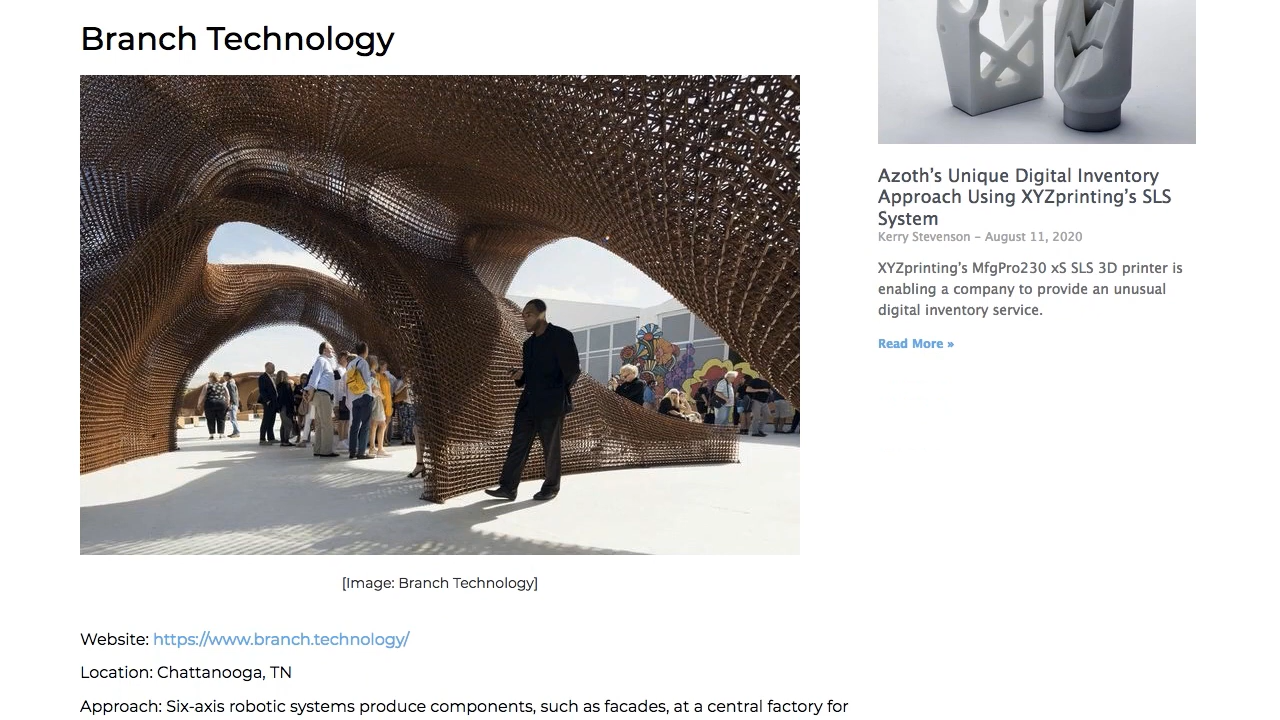 Branch Technology
[Image: Branch Technology]
Website: https://www.branch.technology/
Location: Chattanooga, TN
Approach: Six-axis robotic systems produce components, such as facades, at a central factory for
Azoth’s Unique Digital Inventory
Approach Using XYZprinting’s SLS
System
Kerry Stevenson – August 11, 2020
XYZprinting’s MfgPro230 xS SLS 3D printer is
enabling a company to provide an unusual
digital inventory service.
Read More »